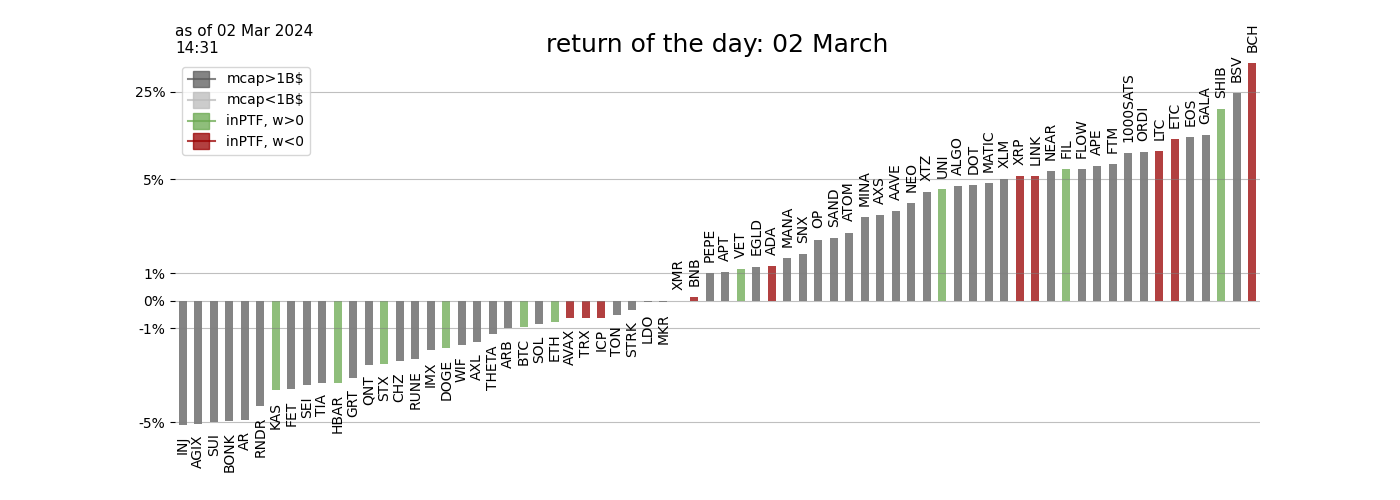 as of 02 Mar 2024
14:31
return of the day: 02 March
mcap>1B$
mcap<1B$
inPTF, w>0
inPTF, w<0
25%
5%
1%
0%
-1%
-5%
INJ
AGIX
SUI
BONK
AR
RNDR
KAS
FET
SEI
TIA
HBAR
GRT
QNT
STX
CHZ
RUNE
IMX
DOGE
WIF
AXL
THETA
ARB
BTC
SOL
ETH
AVAX
TRX
ICP
TON
STRK
LDO
MKR
XMR
BNB
PEPE
APT
VET
EGLD
ADA
MANA
SNX
OP
SAND
ATOM
MINA
AXS
AAVE
NEO
XTZ
UNI
ALGO
DOT
MATIC
XLM
XRP
LINK
NEAR
FIL
FLOW
APE
FTM
1000SATS
ORDI
LTC
ETC
EOS
GALA
SHIB
BSV
BCH